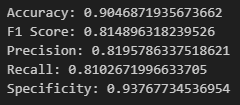 Accuracy: 0.9046871935673662
F1 Score: 0.814896318239526
Precision: 0.8195786337518621
Recall: 0.8102671996633705
Specificity: 0.93767734536954